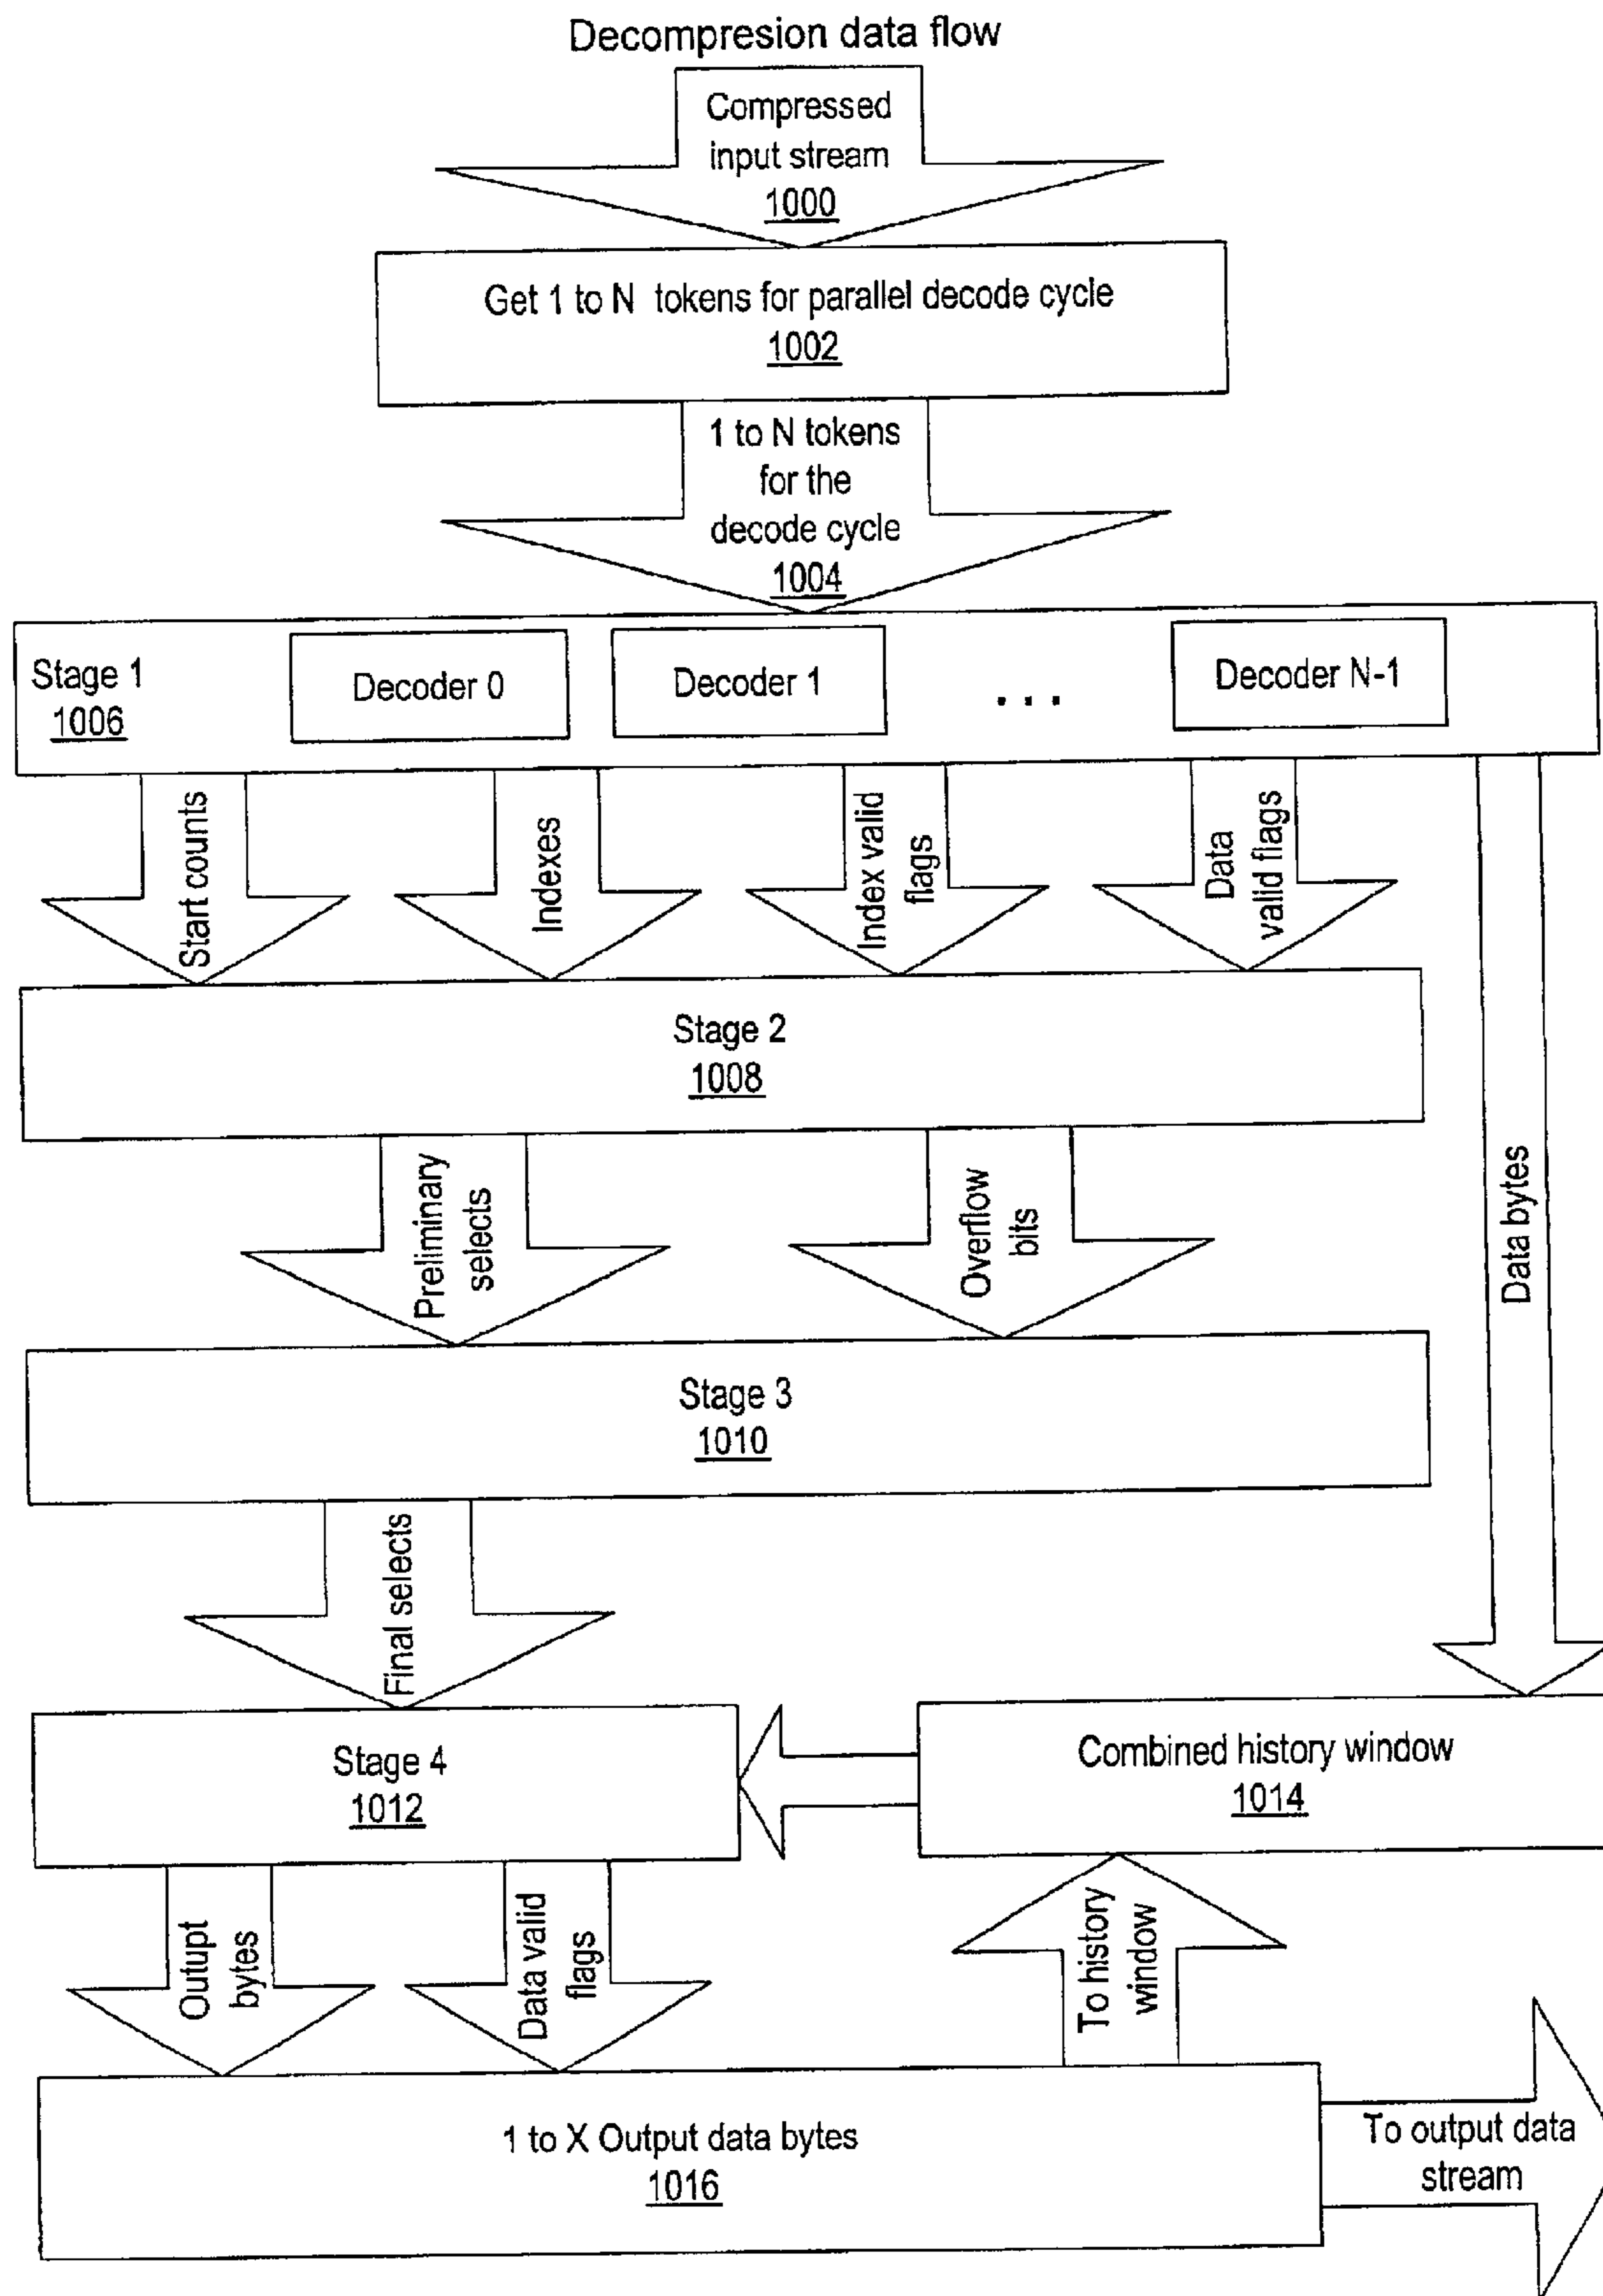 Decompresion data flow
Compressed
input stream
1000
Get 1 to N tokens for parallel decode cycle
1002
1 to N tokens
for the
decode cycle
1004
Stage 1
1006
Decoder 0
Decoder 1
...
Decoder N-1
Start counts
Indexes
Index valid
flags
Data
valid flags
Data bytes
Stage 2
1008
Preliminary
selects
Overflow
bits
Stage 3
1010
Final selects
Stage 4
1012
Combined history window
1014
Outupt
bytes
Data valid
flags
To history
window
1 to X Output data bytes
1016
To output data
stream